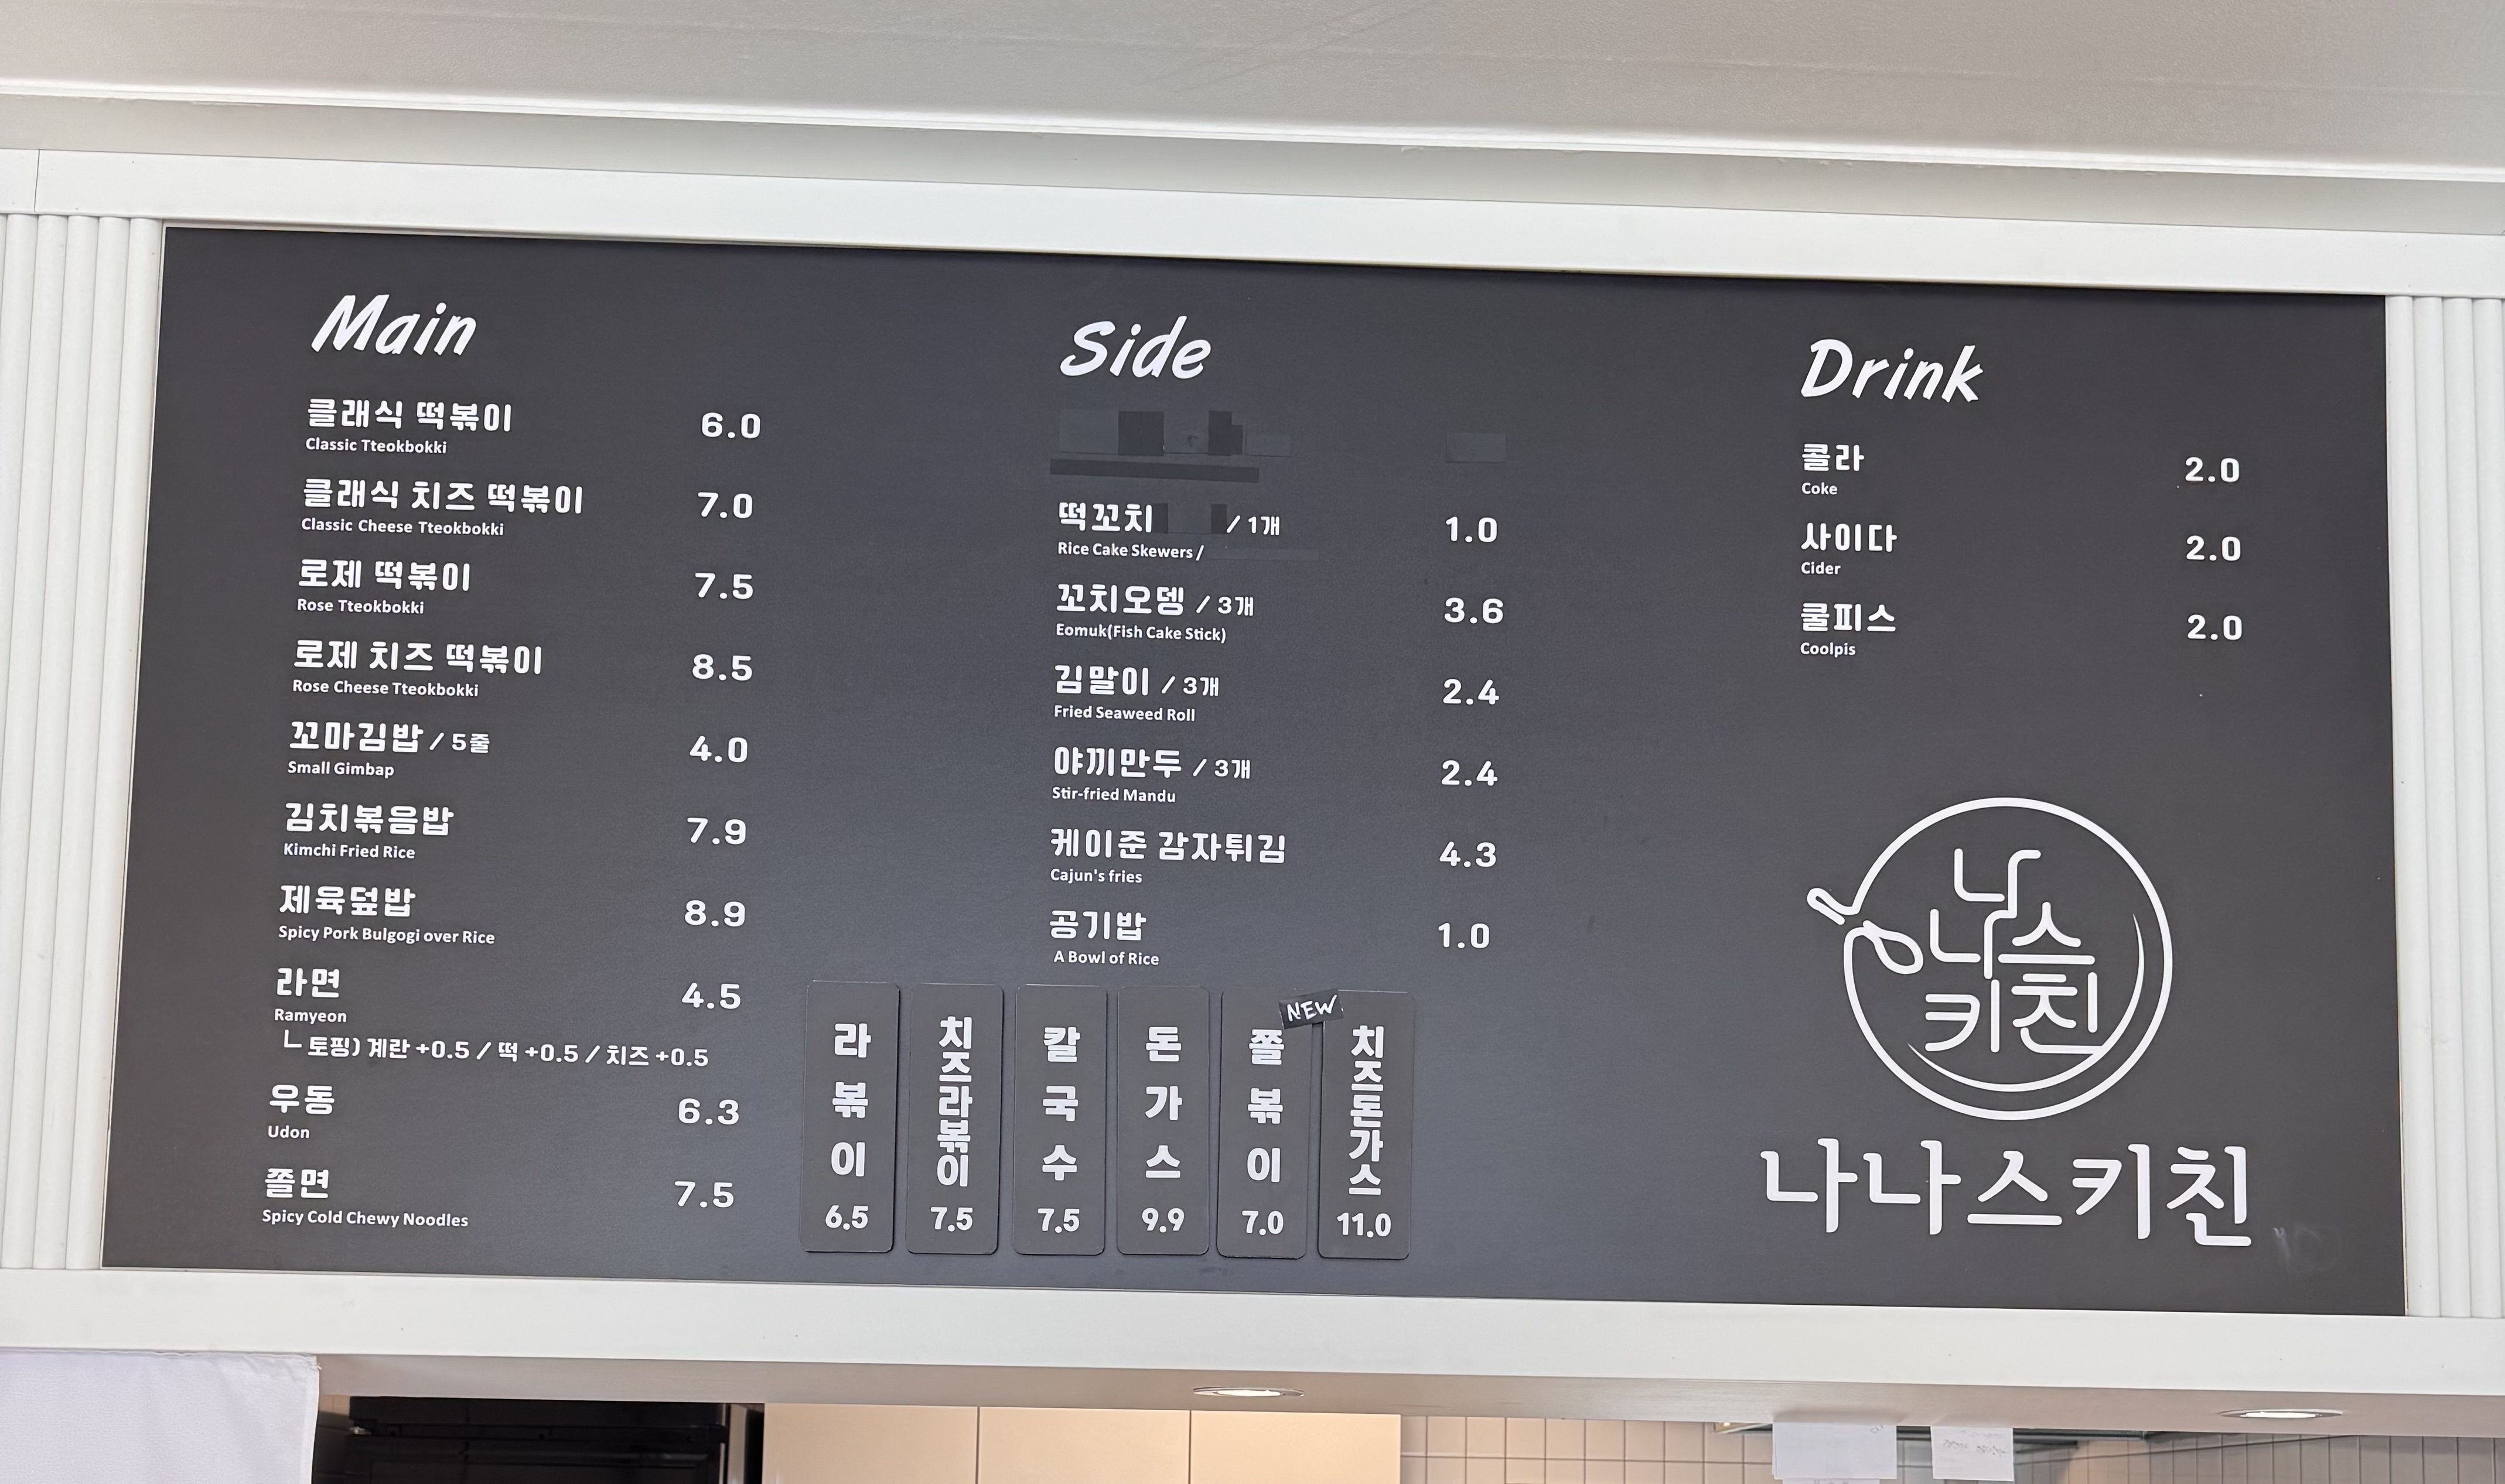 Main
클래식 떡볶이 6.0
Classic Tteokbokki
클래식 치즈 떡볶이 7.0
Classic Cheese Tteokbokki
로제 떡볶이 7.5
Rose Tteokbokki
로제 치즈 떡볶이 8.5
Rose Cheese Tteokbokki
꼬마김밥 / 5줄 4.0
Small Gimbap
김치볶음밥 7.9
Kimchi Fried Rice
제육덮밥 8.9
Spicy Pork Bulgogi over Rice
라면 4.5
Ramyeon
ㄴ토핑) 계란 +0.5 / 떡 +0.5 / 치즈 +0.5
우동 6.3
Udon
쫄면 7.5
Spicy Cold Chewy Noodles
Side
떡꼬치 / 1개 1.0
Rice Cake Skewers /
꼬치오뎅 / 3개 3.6
Eomuk(Fish Cake Stick)
김말이 / 3개 2.4
Fried Seaweed Roll
야끼만두 / 3개 2.4
Stir-fried Mandu
케이준 감자튀김 4.3
Cajun's fries
공기밥 1.0
A Bowl of Rice
라볶이 6.5
치즈라볶이 7.5
칼국수 7.5
돈가스 9.9
쫄볶이 7.0
NEW
치즈돈가스 11.0
Drink
콜라 2.0
Coke
사이다 2.0
Cider
쿨피스 2.0
Coolpis
나나스키친
나나스키친